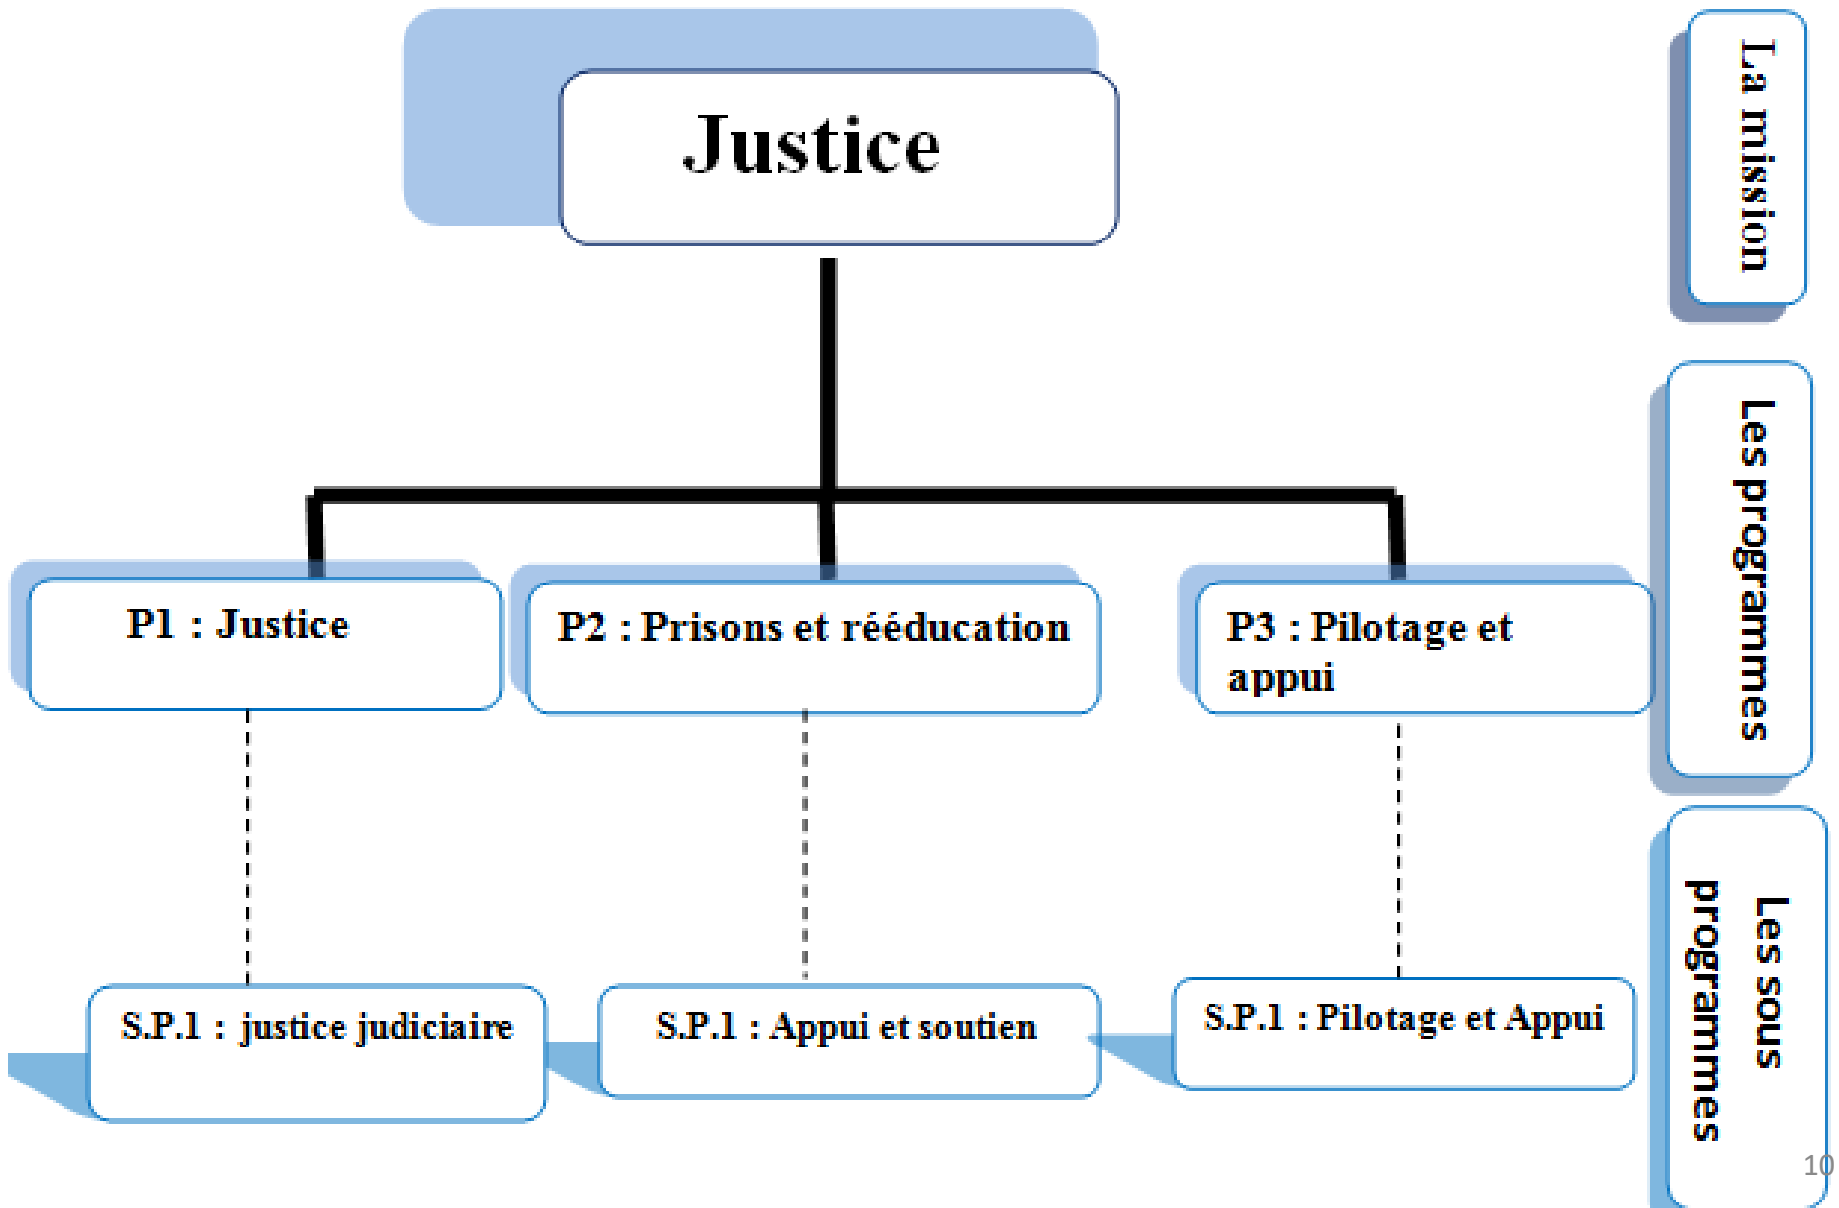 Justice
La mission
Les programmes
P1 : Justice
P2 : Prisons et rééducation
P3 : Pilotage et
appui
Les sous
programmes
S.P.1 : justice judiciaire
S.P.1 : Appui et soutien
S.P.1 : Pilotage et Appui
10